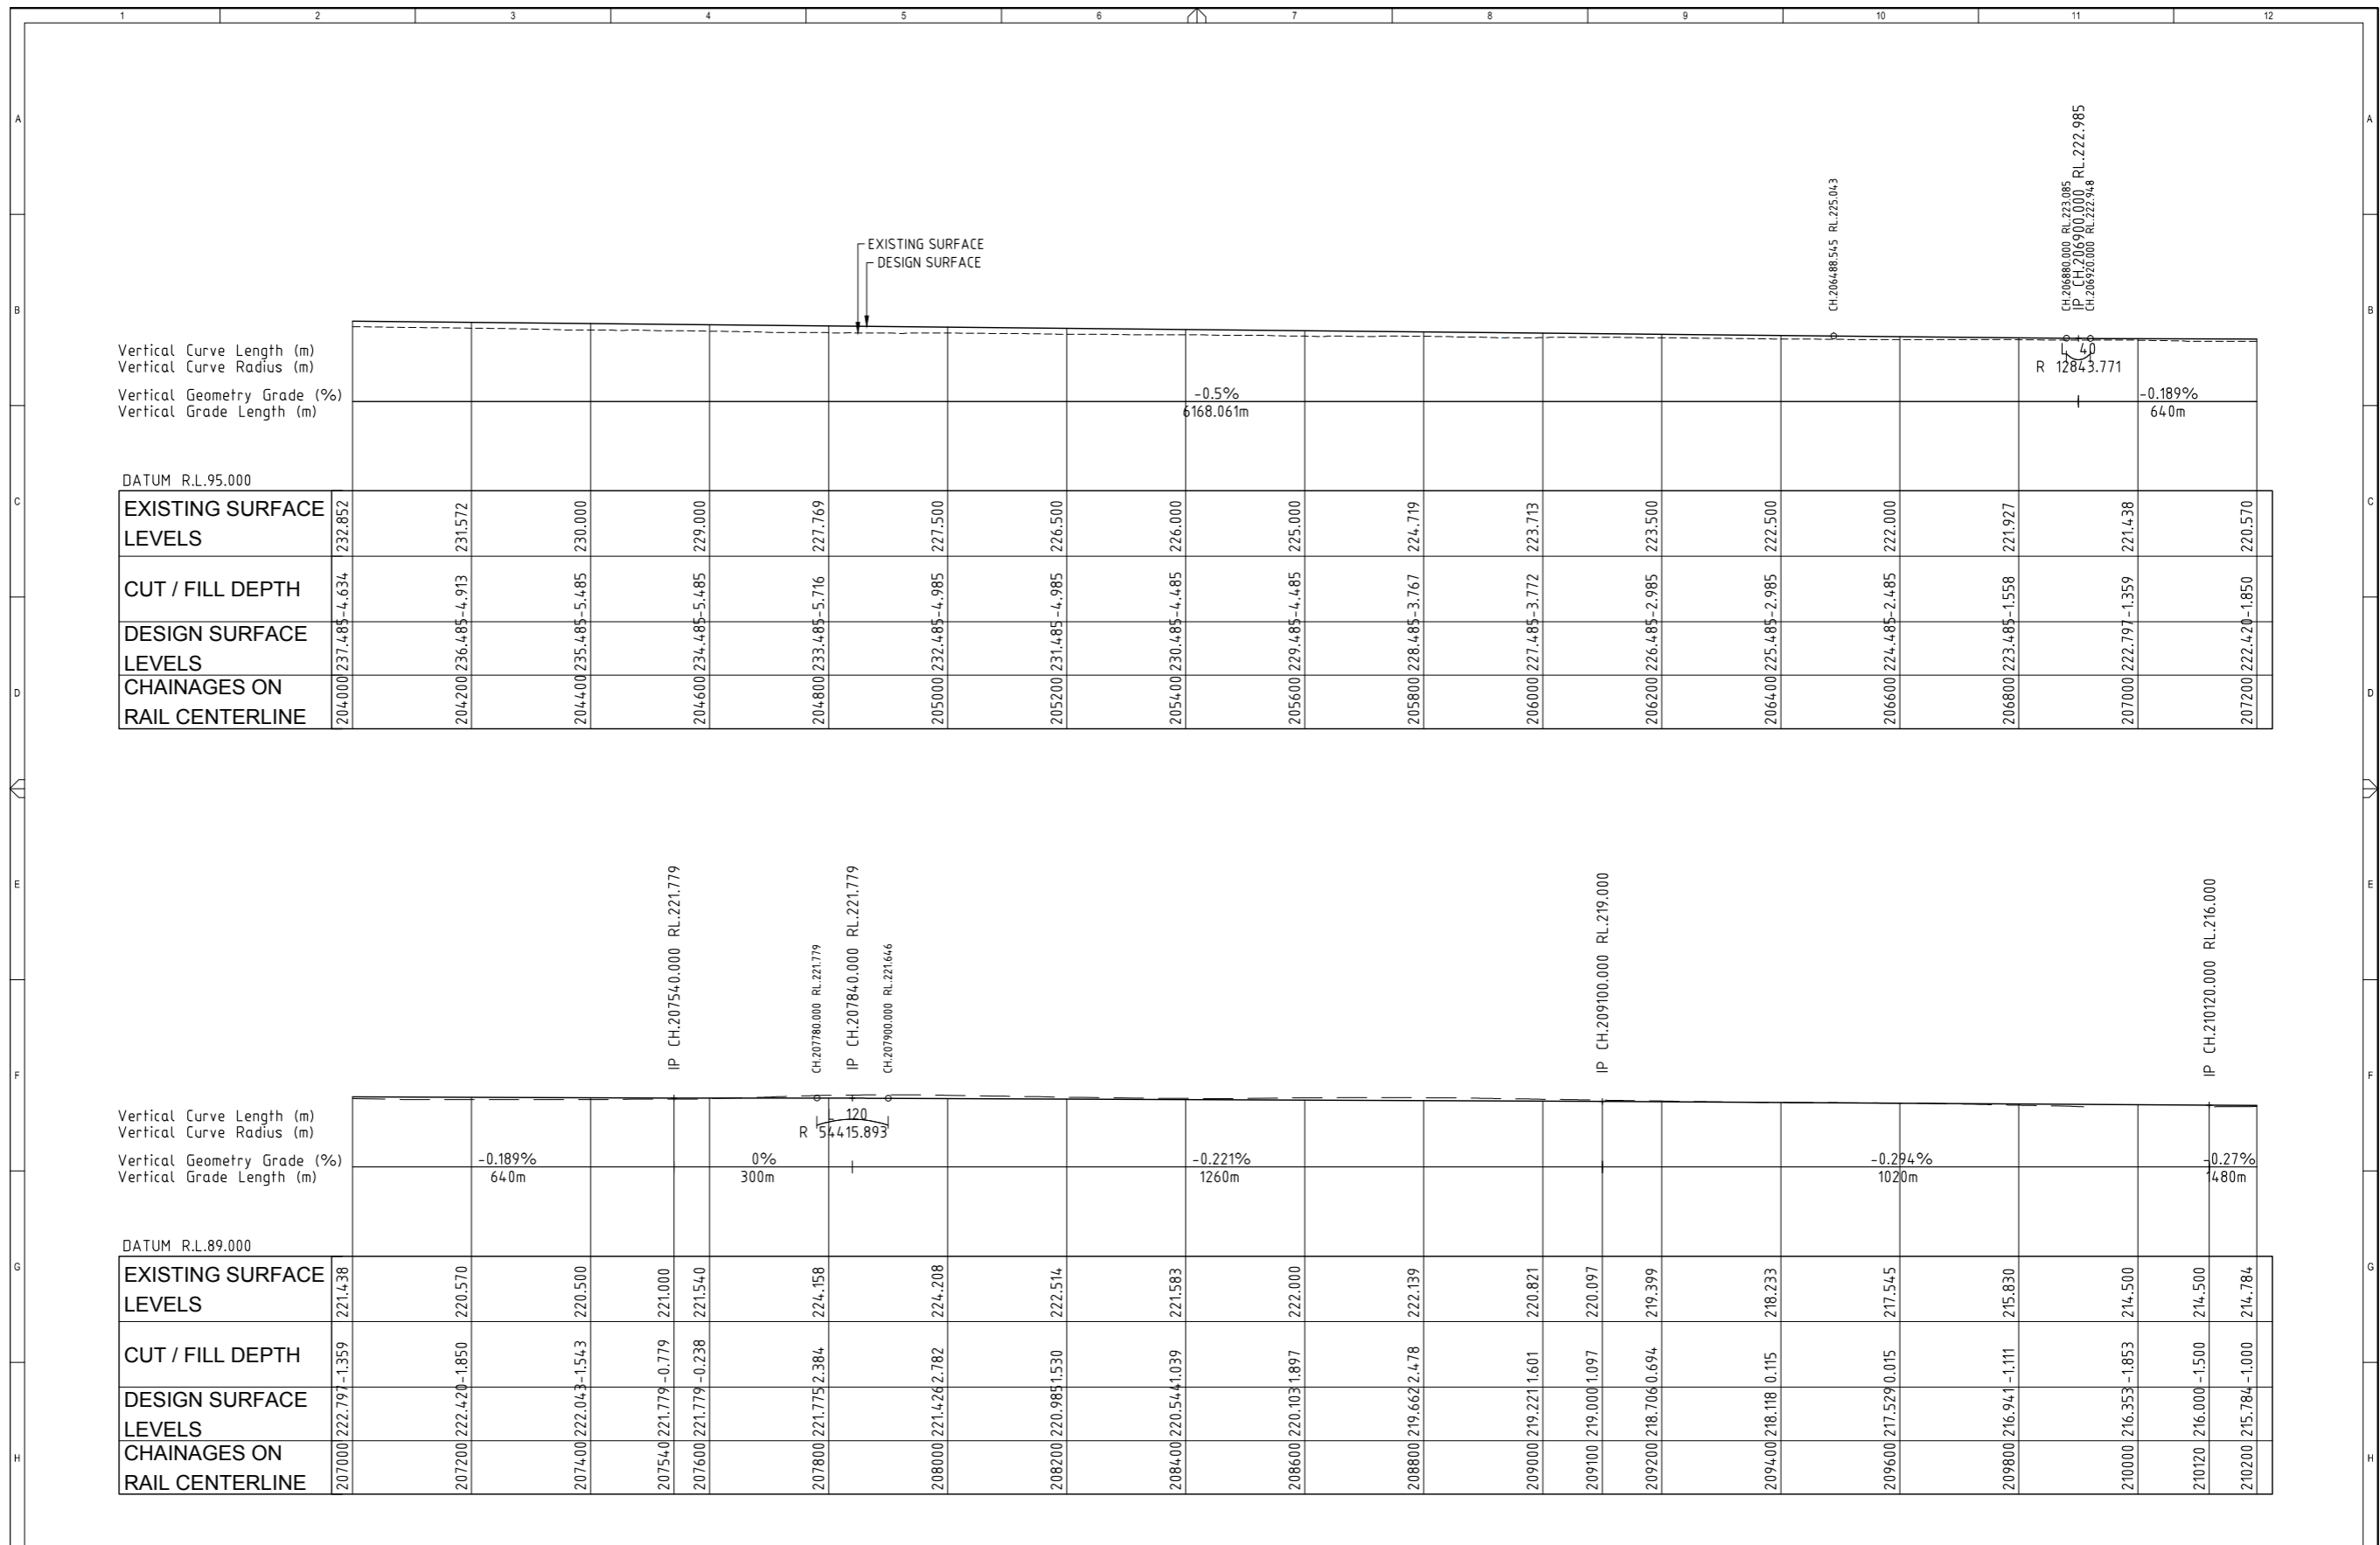 1 2 3 4 5 6 7 8 9 10 11 12
A A
CH.206488.545 RL.225.043
CH.206880.000 RL.223.085
IP CH.206900.000 RL.222.985
CH.206920.000 RL.222.948
EXISTING SURFACE
DESIGN SURFACE
B B
Vertical Curve Length (m) L 40
Vertical Curve Radius (m) R 12843.771
Vertical Geometry Grade (%) -0.5% -0.189%
Vertical Grade Length (m) 6168.061m 640m
DATUM R.L.95.000
C C
EXISTING SURFACE LEVELS 232.852 231.572 230.000 229.000 227.769 227.500 226.500 226.000 225.000 224.719 223.713 223.500 222.500 222.000 221.927 221.438 220.570
CUT / FILL DEPTH -4.634 -4.913 -5.485 -5.485 -5.716 -4.985 -4.985 -4.485 -4.485 -3.767 -3.772 -2.985 -2.985 -2.485 -1.558 -1.359 -1.850
DESIGN SURFACE LEVELS 237.485 236.485 235.485 234.485 233.485 232.485 231.485 230.485 229.485 228.485 227.485 226.485 225.485 224.485 223.485 222.797 222.420
D D
CHAINAGES ON RAIL CENTERLINE 204000 204200 204400 204600 204800 205000 205200 205400 205600 205800 206000 206200 206400 206600 206800 207000 207200
E E
IP CH.207540.000 RL.221.779
CH.207780.000 RL.221.779
IP CH.207840.000 RL.221.779
CH.207900.000 RL.221.646
IP CH.209100.000 RL.219.000
IP CH.210120.000 RL.216.000
F F
Vertical Curve Length (m) L 120
Vertical Curve Radius (m) R 54415.893
Vertical Geometry Grade (%) -0.189% 0% -0.221% -0.294% -0.27%
Vertical Grade Length (m) 640m 300m 1260m 1020m 1480m
DATUM R.L.89.000
G G
EXISTING SURFACE LEVELS 221.438 220.570 220.500 221.000 221.540 224.158 224.208 222.514 221.583 222.000 222.139 220.821 220.097 219.399 218.233 217.545 215.830 214.500 214.500 214.784
CUT / FILL DEPTH -1.359 -1.850 -1.543 -0.779 -0.238 2.384 2.782 1.530 1.039 1.897 2.478 1.601 1.097 0.694 0.115 0.015 -1.111 -1.853 -1.500 -1.000
DESIGN SURFACE LEVELS 222.797 222.420 222.043 221.779 221.779 221.775 221.426 220.985 220.544 220.103 219.662 219.221 219.000 218.706 218.118 217.529 216.941 216.353 216.000 215.784
H H
CHAINAGES ON RAIL CENTERLINE 207000 207200 207400 207540 207600 207800 208000 208200 208400 208600 208800 209000 209100 209200 209400 209600 209800 210000 210120 210200